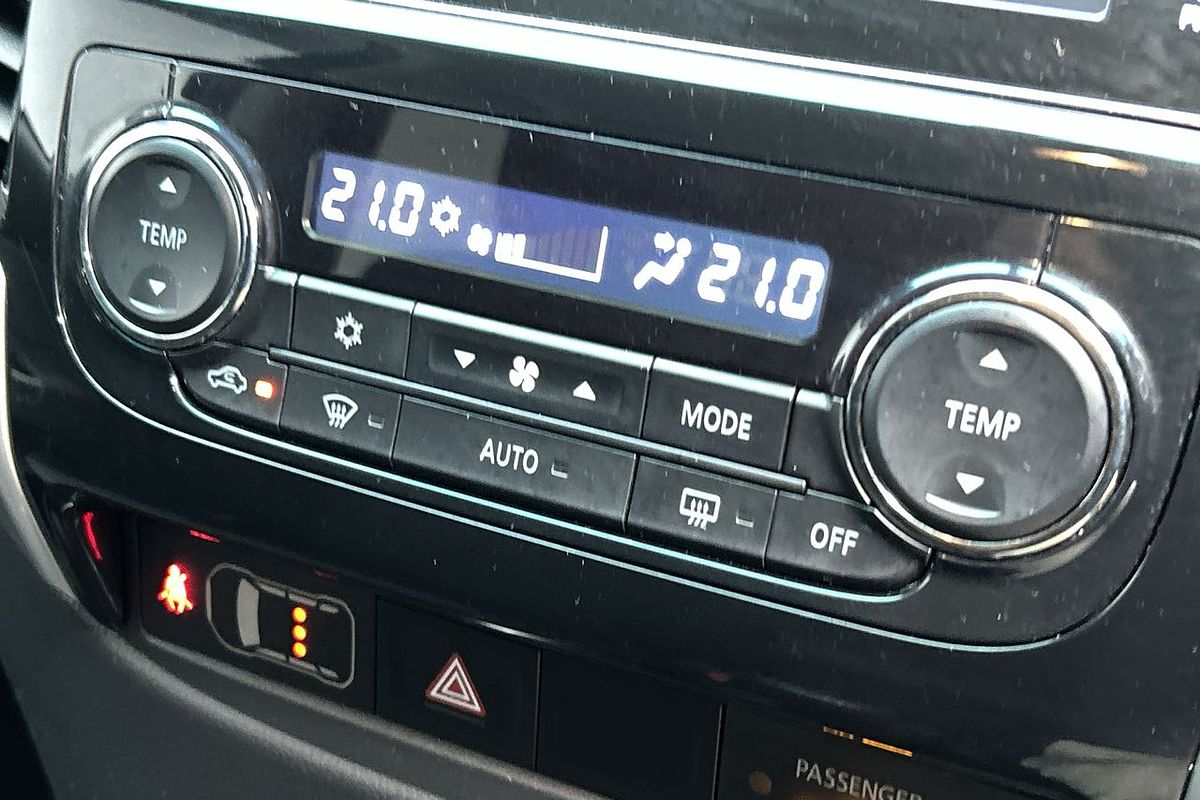 21.0 21.0
TEMP
TEMP
MODE
AUTO
OFF
PASSENGER